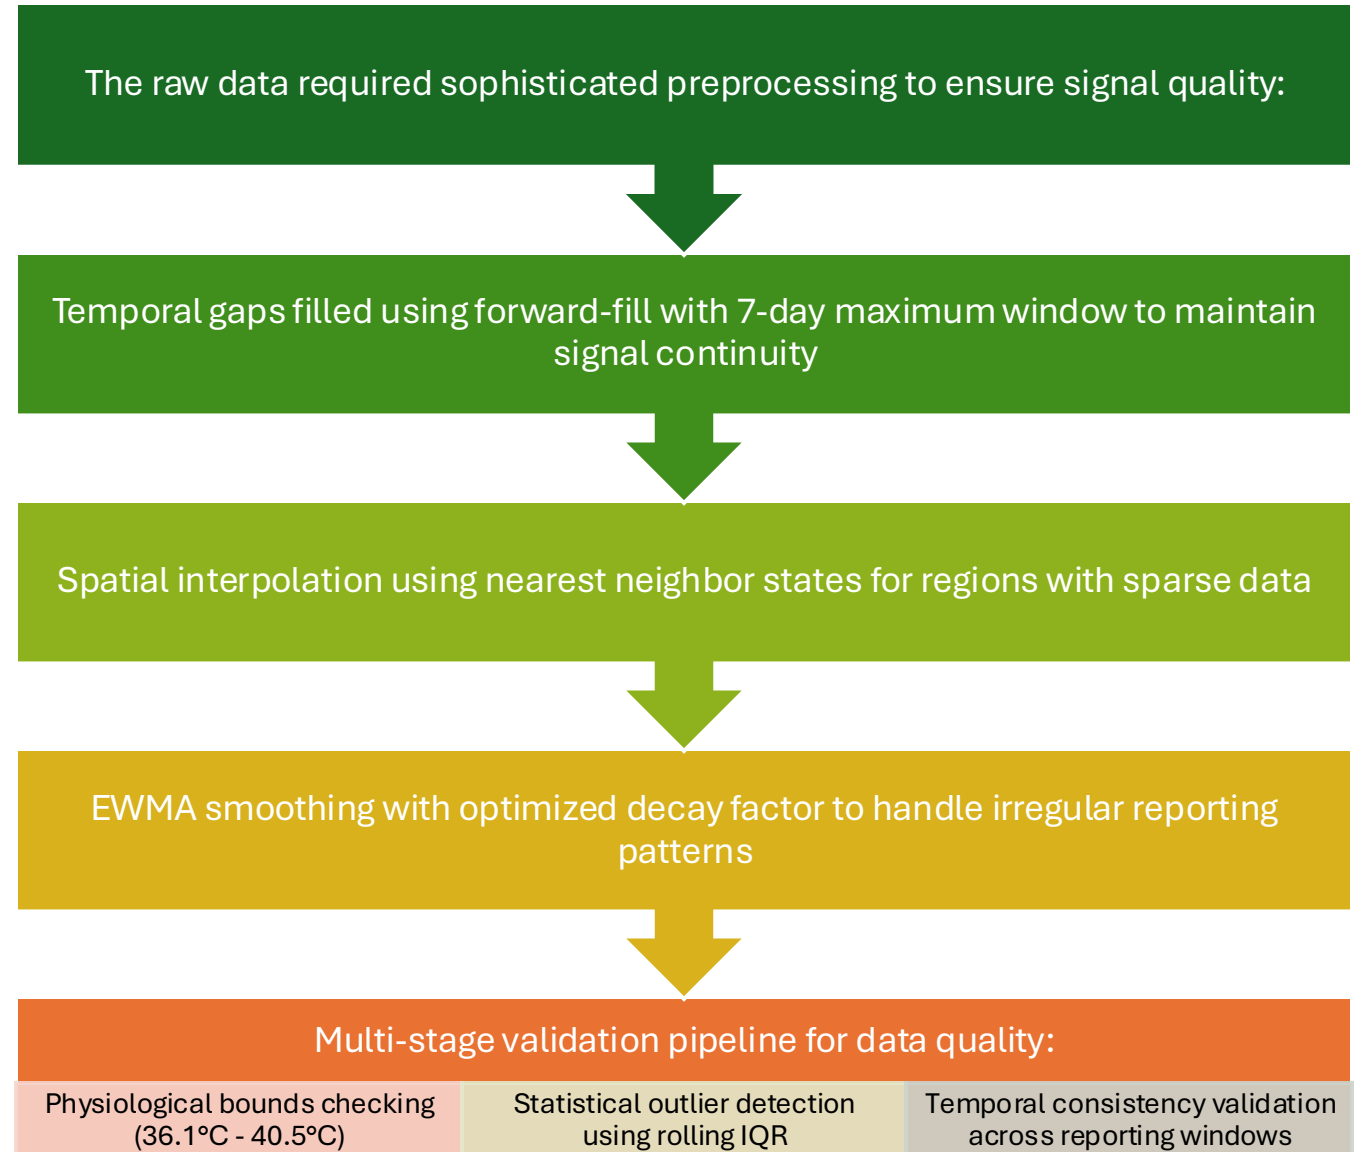 The raw data required sophisticated preprocessing to ensure signal quality:
Temporal gaps filled using forward-fill with 7-day maximum window to maintain
signal continuity
Spatial interpolation using nearest neighbor states for regions with sparse data
EWMA smoothing with optimized decay factor to handle irregular reporting
patterns
Multi-stage validation pipeline for data quality:
Physiological bounds checking
(36.1°C - 40.5°C)
Statistical outlier detection
using rolling IQR
Temporal consistency validation
across reporting windows